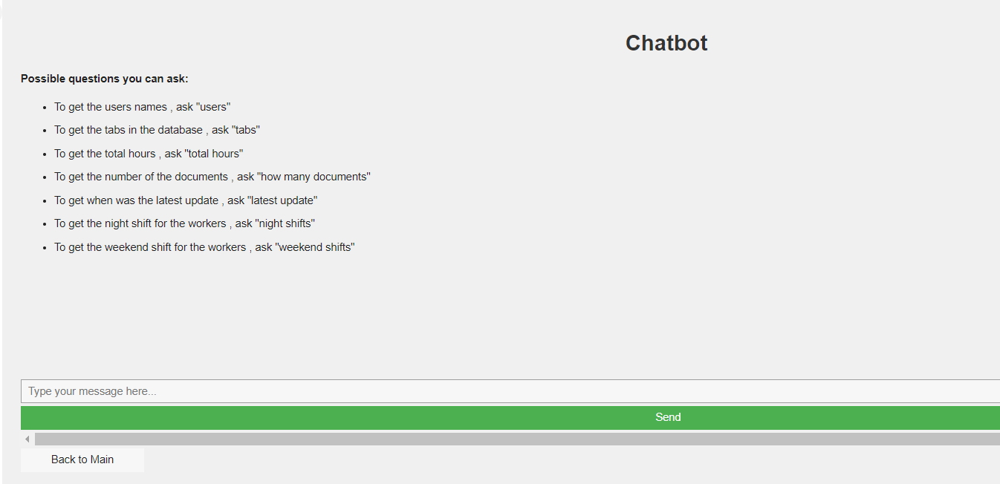 Chatbot
Possible questions you can ask:
To get the users names , ask "users"
To get the tabs in the database , ask "tabs"
To get the total hours , ask "total hours"
To get the number of the documents , ask "how many documents"
To get when was the latest update , ask "latest update"
To get the night shift for the workers , ask "night shifts"
To get the weekend shift for the workers , ask "weekend shifts"
Type your message here...
Send
Back to Main